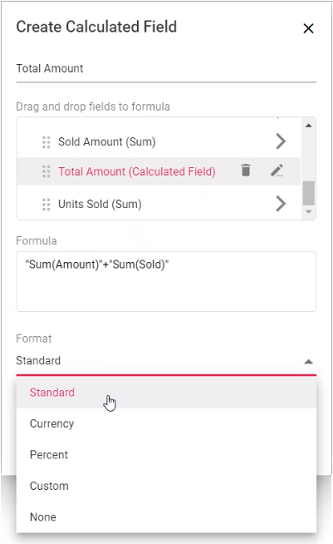 Create Calculated Field
Total Amount
Drag and drop fields to formula
Sold Amount (Sum)
Total Amount (Calculated Field)
Units Sold (Sum)
Formula
"Sum(Amount)"+"Sum(Sold)"
Format
Standard
Standard
Currency
Percent
Custom
None